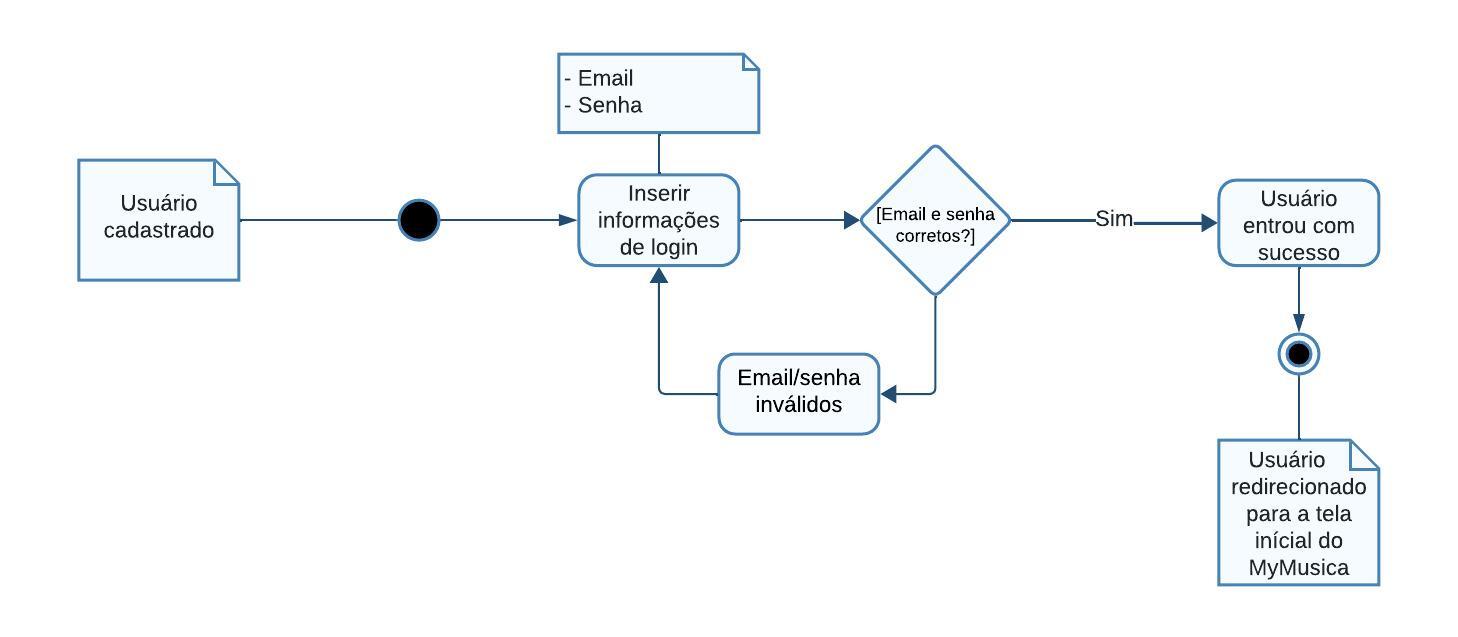 - Email
- Senha
Usuário
cadastrado
Inserir
informações
de login
[Email e senha
corretos?]
Sim
Usuário
entrou com
sucesso
Email/senha
inválidos
Usuário
redirecionado
para a tela
inícial do
MyMusica